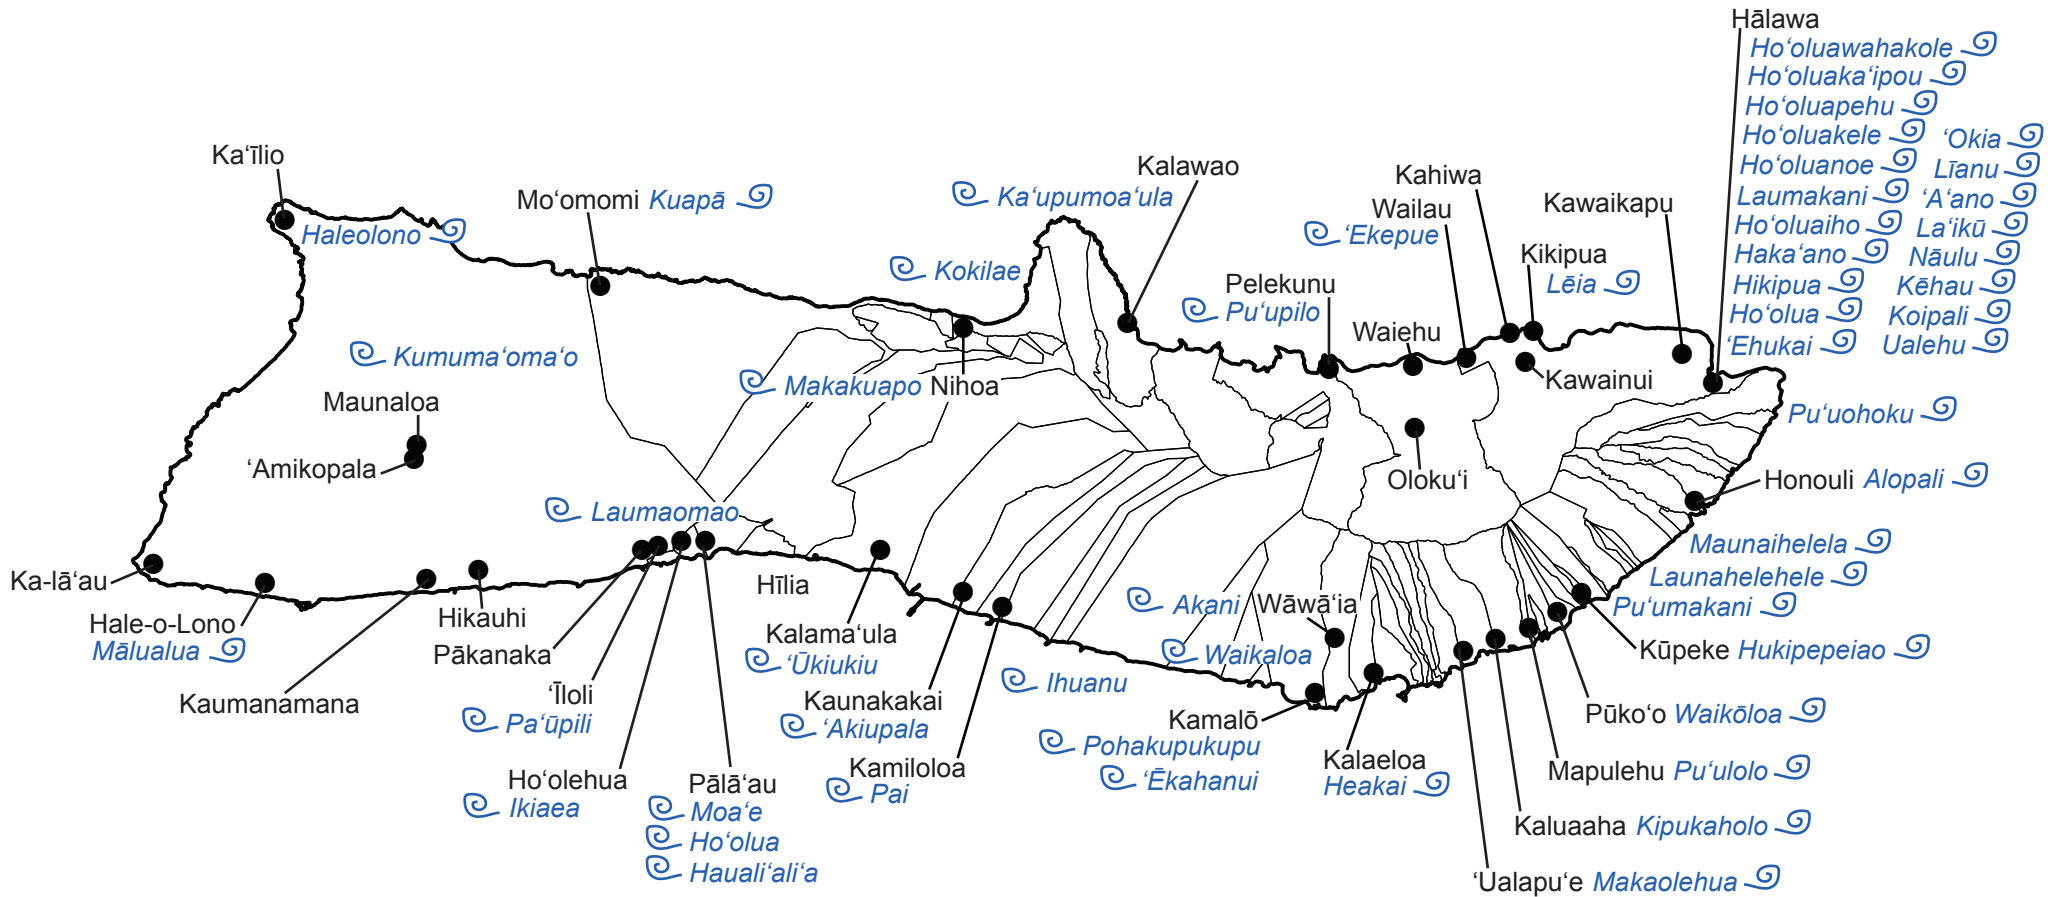 Hālawa
Hoʻoluawahakole
Hoʻoluakaʻipou
Hoʻoluapehu
Hoʻoluakele
ʻOkia
Hoʻoluanoe
Līanu
Laumakani
ʻAʻano
Hoʻoluaiho
Laʻikū
Hakaʻano
Nāulu
Hikipua
Kēhau
Hoʻolua
Koipali
ʻEhukai
Ualehu
Kaʻīlio
Haleolono
Moʻomomi Kuapā
Kaʻupumoaʻula
Kalawao
Kokilae
Kahiwa
Wailau
ʻEkepue
Kawaikapu
Kikipua
Lēia
Pelekunu
Puʻupilo
Waiehu
Kumumaʻomaʻo
Makakuapo Nihoa
Kawainui
Maunaloa
ʻAmikopala
Puʻuohoku
Olokuʻi
Honouli Alopali
Laumaomao
Maunaihelela
Launahelehele
Puʻumakani
Ka-lāʻau
Hale-o-Lono
Mālualua
Kaumanamana
Hikauhi
Pākanaka
ʻĪloli
Paʻūpili
Hoʻolehua
Ikiaea
Pālāʻau
Moaʻe
Hoʻolua
Hualiʻaliʻa
Hīlia
Kalamaʻula
ʻŪkiukiu
Kaunakakai
ʻAkiupala
Kamiloloa
Pai
Ihuanu
Akani
Wāwāʻia
Waikaloa
Kamalō
Pohakupukupu
ʻĒkahanui
Kalaeloa
Heakai
Kūpeke Hukipepeiao
Pūkoʻo Waikōloa
Mapulehu Puʻulolo
Kaluaaha Kipukaholo
ʻUalapuʻe Makaolehua